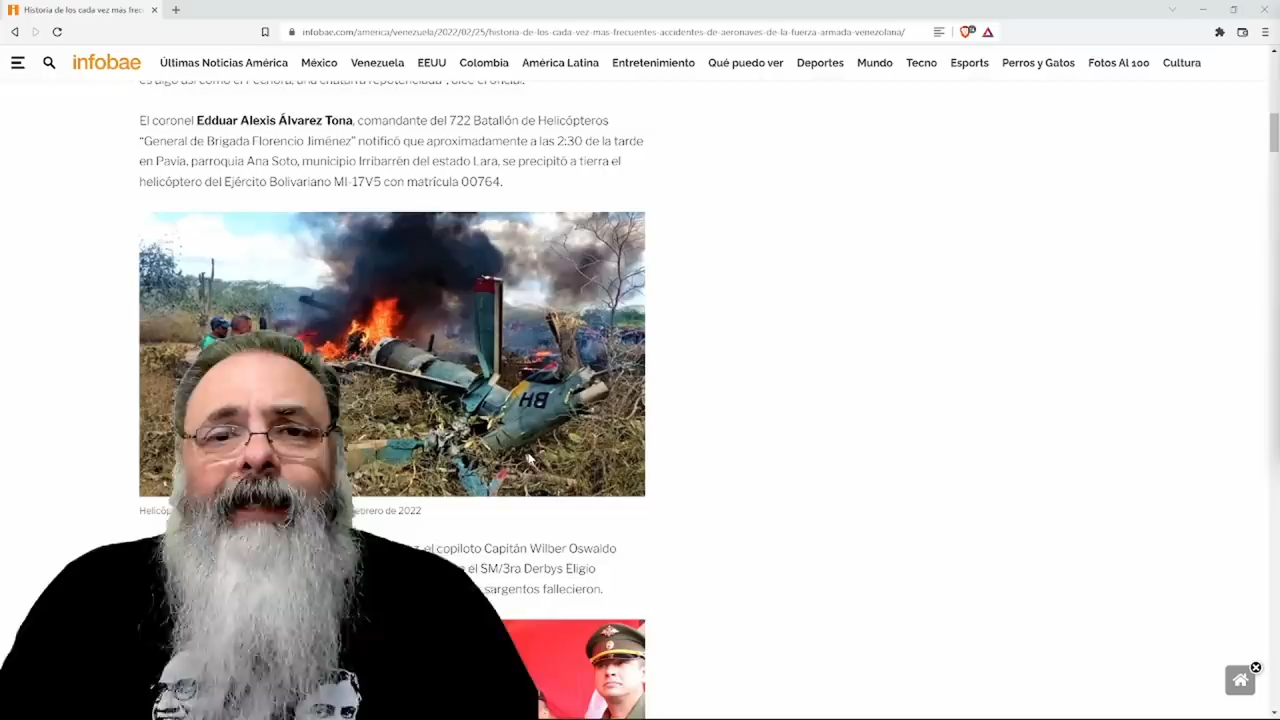 Historia de los cada vez más frec
infobae.com/america/venezuela/2022/02/25/historia-de-los-cada-vez-mas-frecuentes-accidentes-de-aeronaves-de-la-fuerza-armada-venezolana/
infobae Últimas Noticias América México Venezuela EEUU Colombia América Latina Entretenimiento Qué puedo ver Deportes Mundo Tecno Esports Perros y Gatos Fotos Al 100 Cultura
El coronel Edduar Alexis Álvarez Tona, comandante del 722 Batallón de Helicópteros
“General de Brigada Florencio Jiménez” notificó que aproximadamente a las 2:30 de la tarde
en Pavia, parroquia Ana Soto, municipio Irribarrén del estado Lara, se precipitó a tierra el
helicóptero del Ejército Bolivariano MI-17V5 con matrícula 00764.
BH
de 2022
el copiloto Capitán Wilber Oswaldo
el SM/3ra Derbys Eligio
sargentos fallecieron.